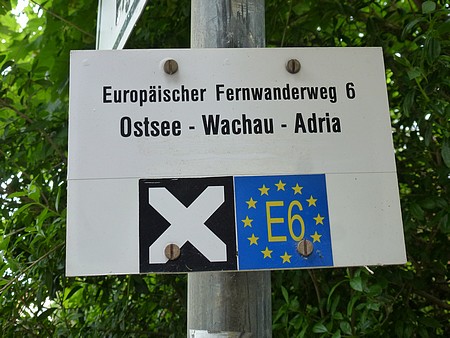 Europäischer Fernwanderweg 6
Ostsee - Wachau - Adria
E6